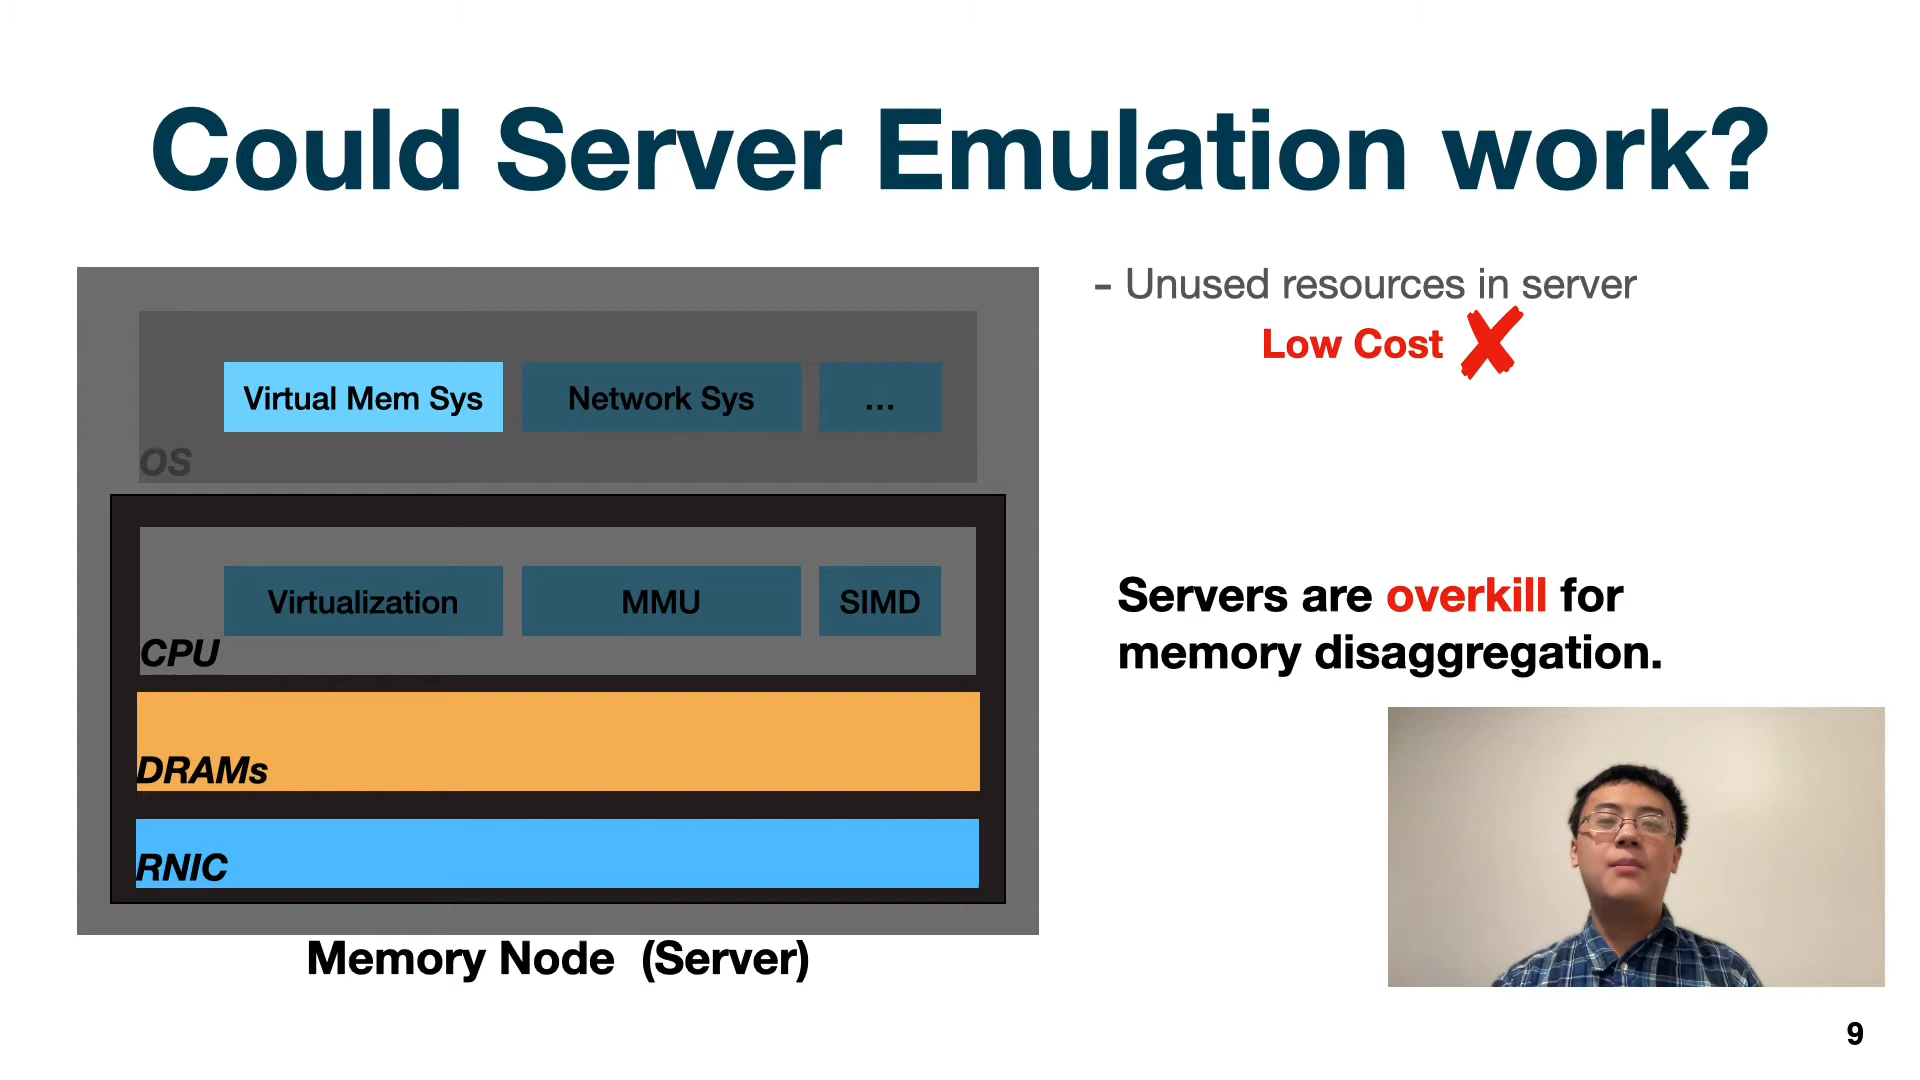 Could Server Emulation work?
Virtual Mem Sys
Network Sys
...
OS
Virtualization
MMU
SIMD
CPU
DRAMs
RNIC
Memory Node (Server)
- Unused resources in server
Low Cost
Servers are overkill for
memory disaggregation.
9